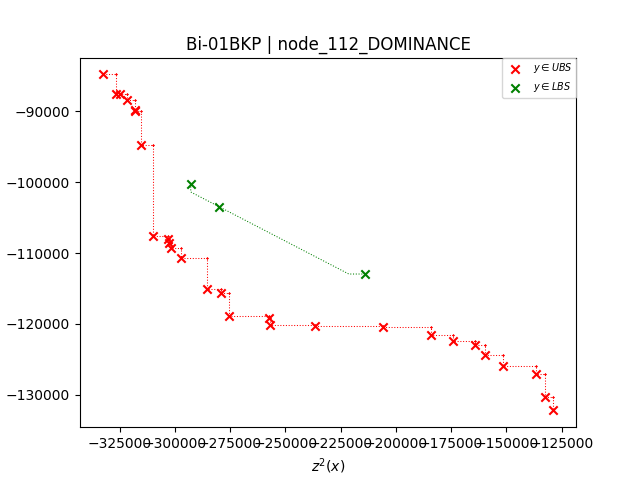 Bi-01BKP | node_112_DOMINANCE
y ∈ UBS
y ∈ LBS
−90000
−100000
−110000
−120000
−130000
−325000−300000−275000−250000−225000−200000−175000−150000−125000
z²(x)